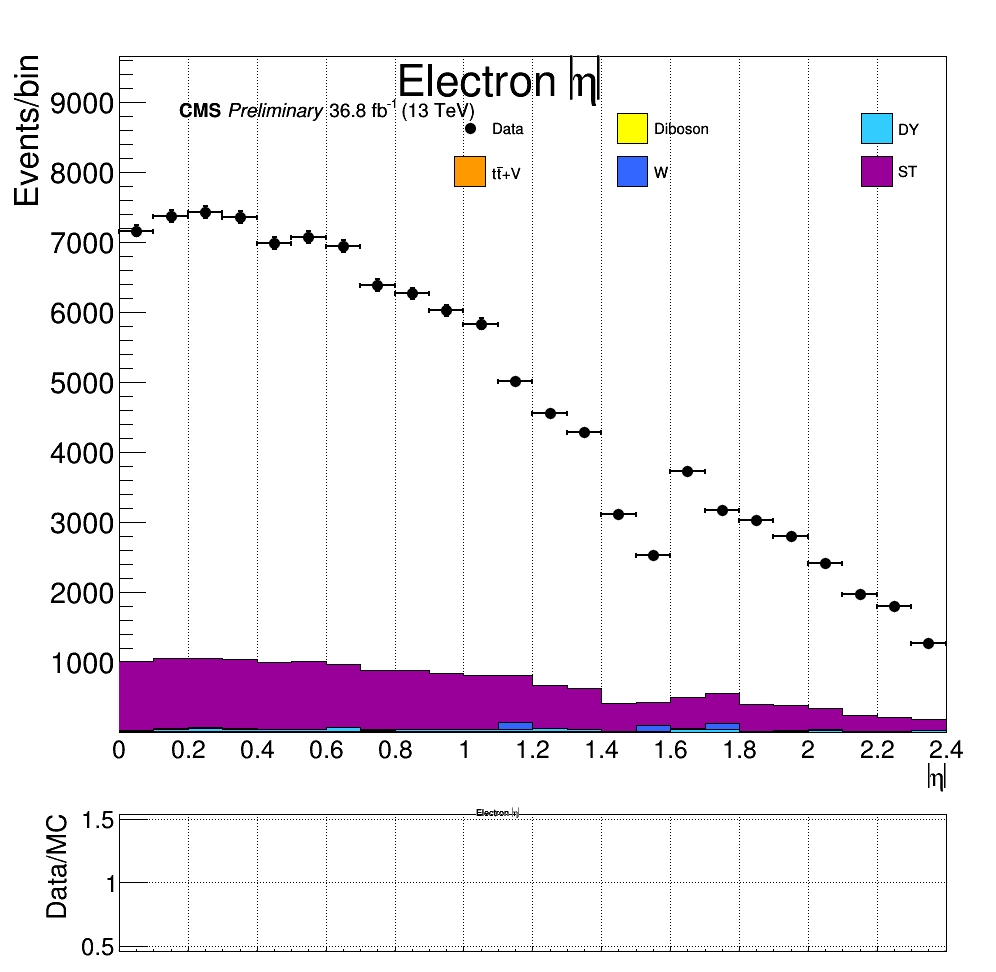 Electron |η|
CMS Preliminary 36.8 fb⁻¹ (13 TeV)
Data
Diboson
DY
tt̄+V
W
ST
Events/bin
9000
8000
7000
6000
5000
4000
3000
2000
1000
0 0.2 0.4 0.6 0.8 1 1.2 1.4 1.6 1.8 2 2.2 2.4
|η|
Electron |η|
Data/MC
1.5
1
0.5